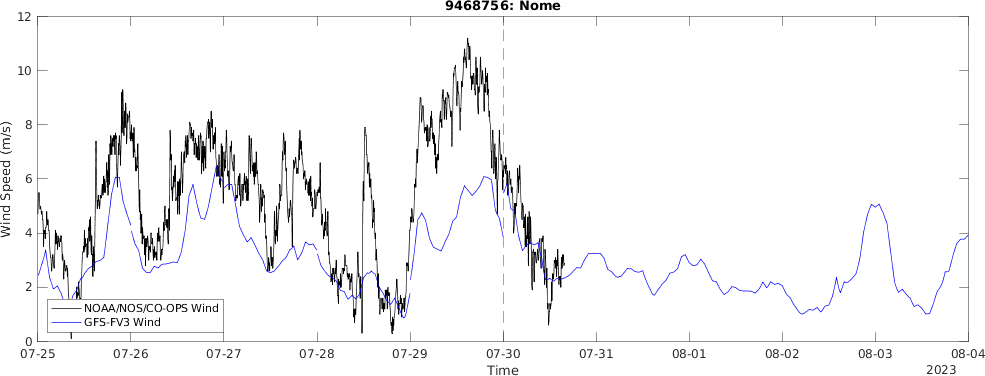 9468756: Nome
12
10
8
6
4
2
0
Wind Speed (m/s)
NOAA/NOS/CO-OPS Wind
GFS-FV3 Wind
07-25 07-26 07-27 07-28 07-29 07-30 07-31 08-01 08-02 08-03 08-04
Time
2023